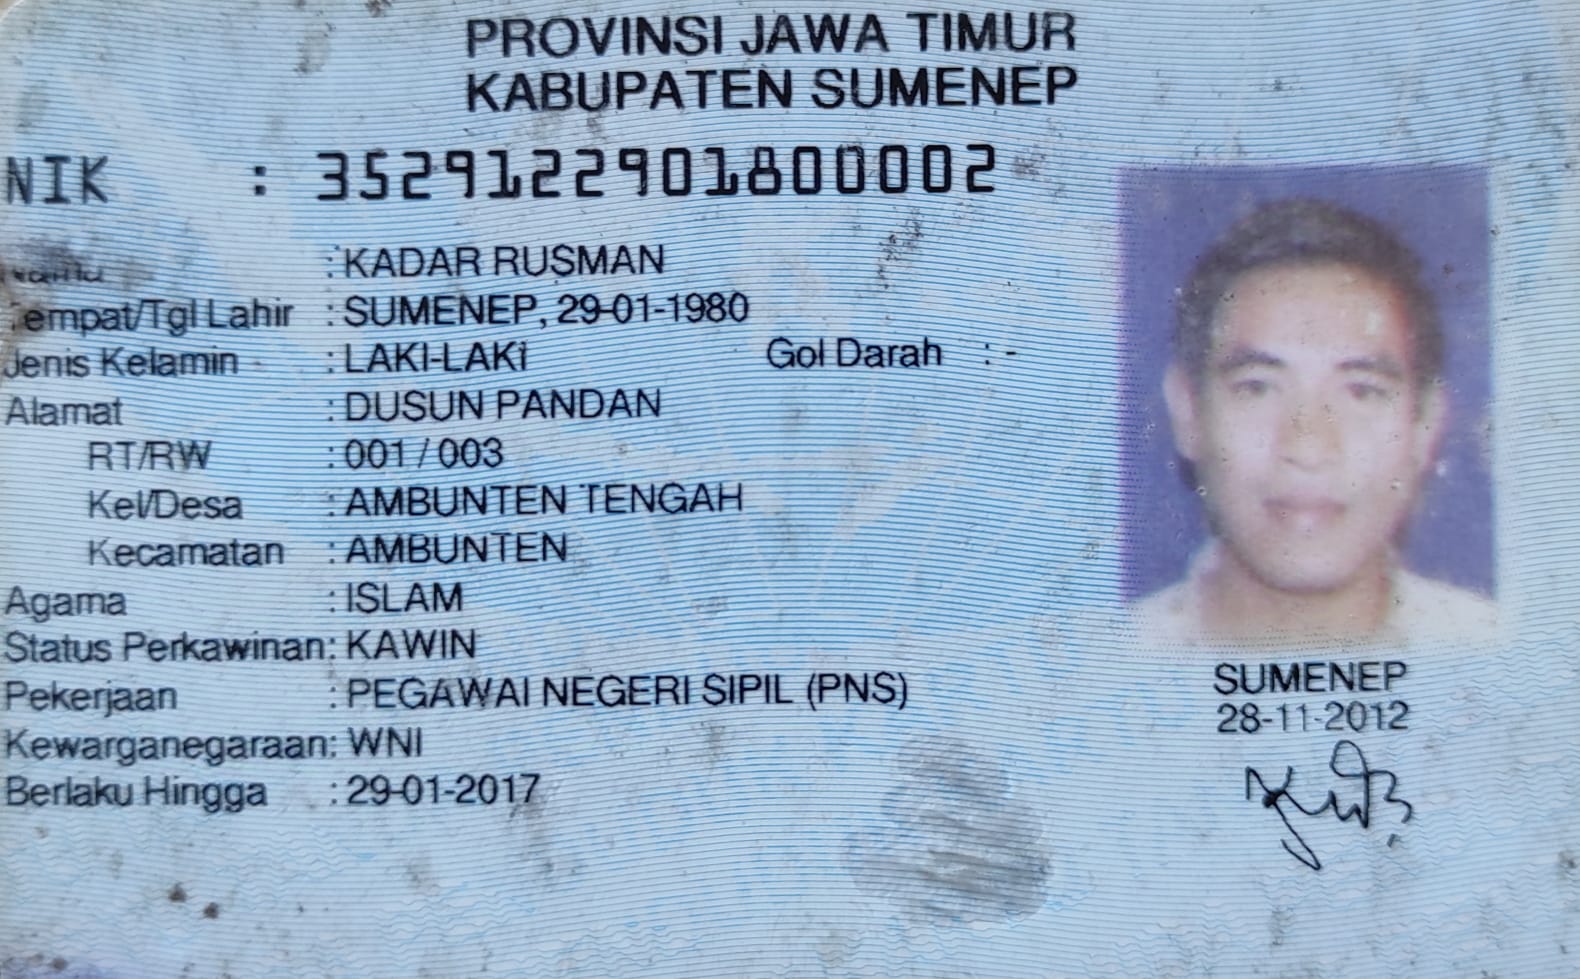 PROVINSI JAWA TIMUR
KABUPATEN SUMENEP
NIK : 3529122901800002
: KADAR RUSMAN
Tempat/Tgl Lahir : SUMENEP, 29-01-1980
Jenis Kelamin : LAKI-LAKI Gol Darah : -
Alamat : DUSUN PANDAN
RT/RW : 001 / 003
Kel/Desa : AMBUNTEN TENGAH
Kecamatan : AMBUNTEN
Agama : ISLAM
Status Perkawinan: KAWIN
Pekerjaan : PEGAWAI NEGERI SIPIL (PNS)
Kewarganegaraan: WNI
Berlaku Hingga : 29-01-2017
SUMENEP
28-11-2012